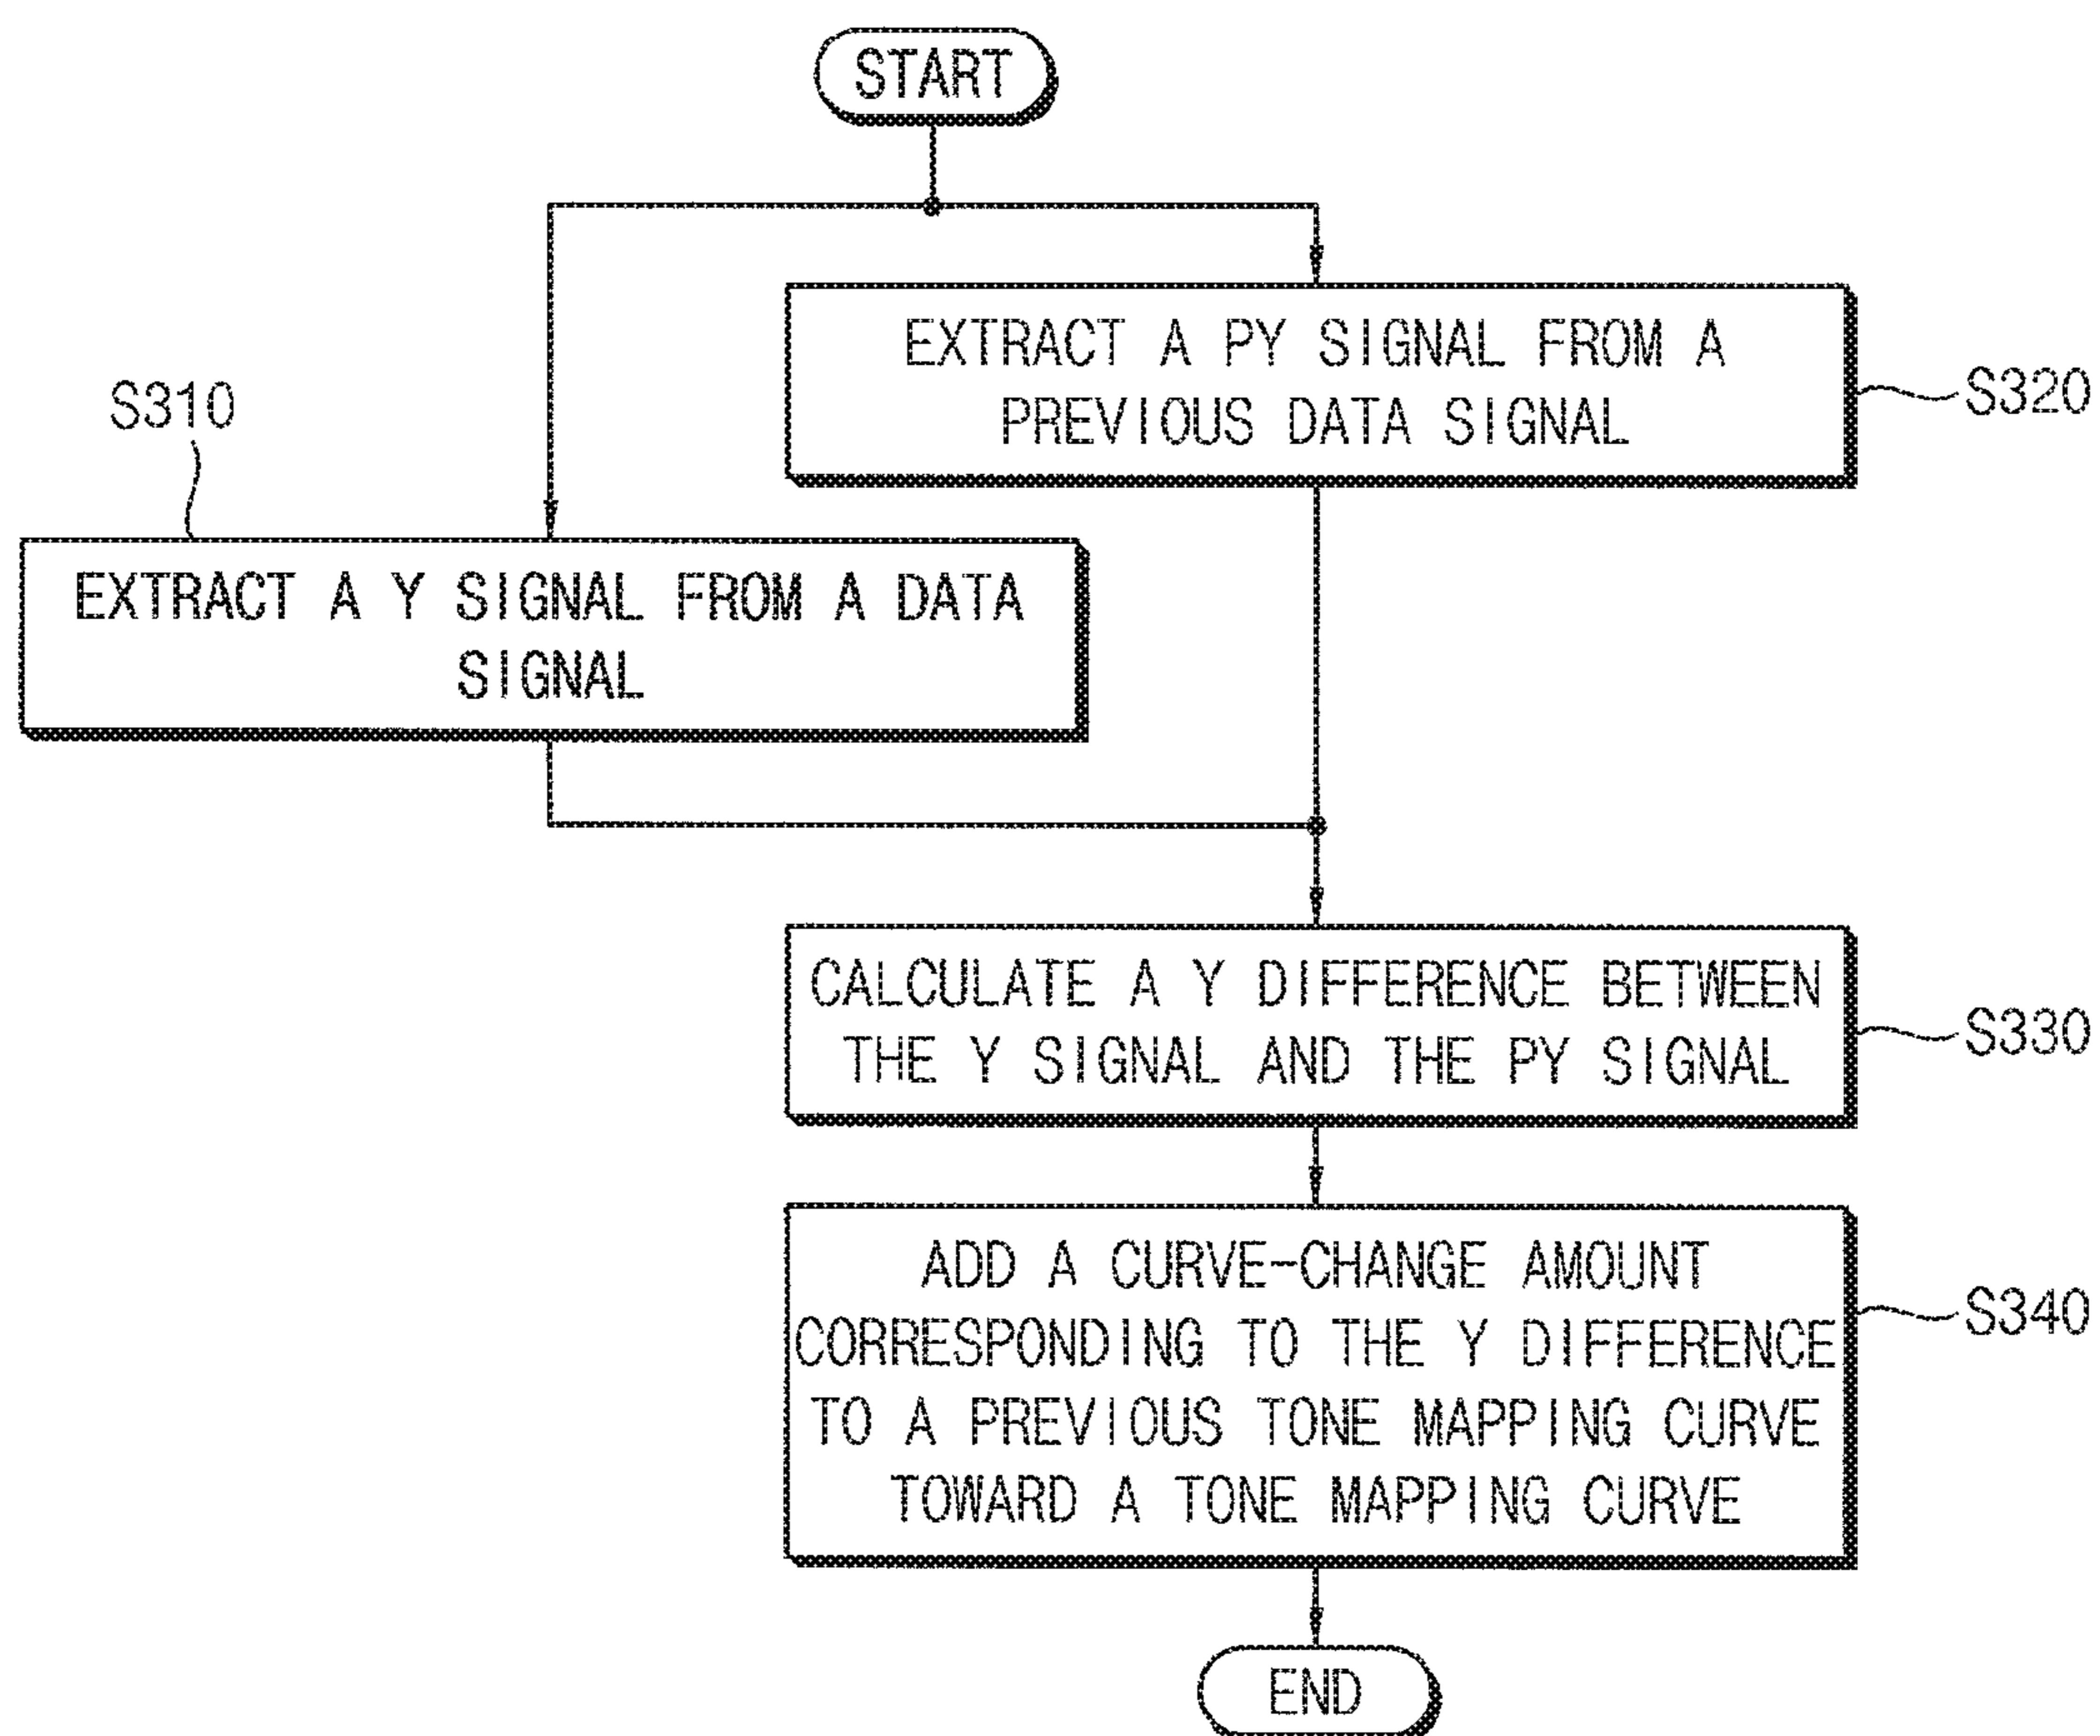 START
EXTRACT A PY SIGNAL FROM A
PREVIOUS DATA SIGNAL
S320
S310
EXTRACT A Y SIGNAL FROM A DATA
SIGNAL
CALCULATE A Y DIFFERENCE BETWEEN
THE Y SIGNAL AND THE PY SIGNAL
S330
ADD A CURVE-CHANGE AMOUNT
CORRESPONDING TO THE Y DIFFERENCE
TO A PREVIOUS TONE MAPPING CURVE
TOWARD A TONE MAPPING CURVE
S340
END